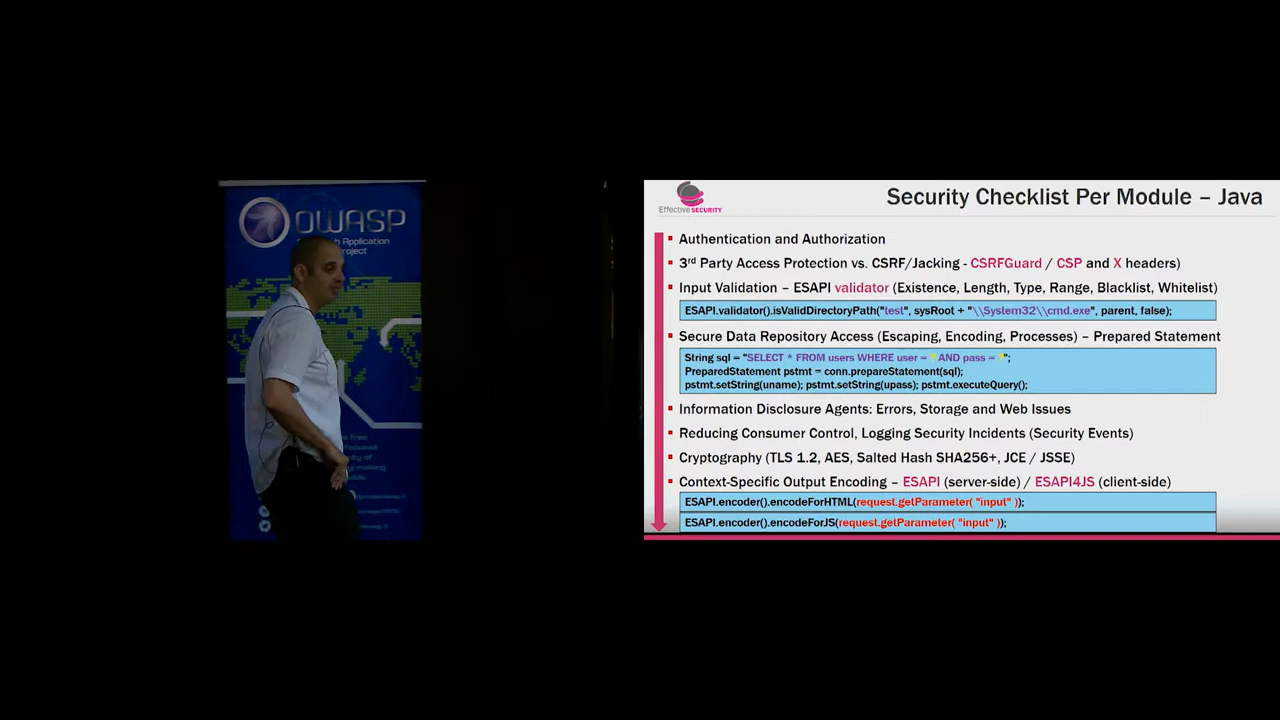 OWASP
Application
Project
Effective SECURITY
Security Checklist Per Module – Java
Authentication and Authorization
3rd Party Access Protection vs. CSRF/Jacking - CSRFGuard / CSP and X headers)
Input Validation – ESAPI validator (Existence, Length, Type, Range, Blacklist, Whitelist)
ESAPI.validator().isValidDirectoryPath("test", sysRoot + "\\System32\\cmd.exe", parent, false);
Secure Data Repository Access (Escaping, Encoding, Processes) – Prepared Statement
String sql = "SELECT * FROM users WHERE user = ? AND pass = ?";
PreparedStatement pstmt = conn.prepareStatement(sql);
pstmt.setString(uname); pstmt.setString(upass); pstmt.executeQuery();
Information Disclosure Agents: Errors, Storage and Web Issues
Reducing Consumer Control, Logging Security Incidents (Security Events)
Cryptography (TLS 1.2, AES, Salted Hash SHA256+, JCE / JSSE)
Context-Specific Output Encoding – ESAPI (server-side) / ESAPI4JS (client-side)
ESAPI.encoder().encodeForHTML(request.getParameter( "input" ));
ESAPI.encoder().encodeForJS(request.getParameter( "input" ));